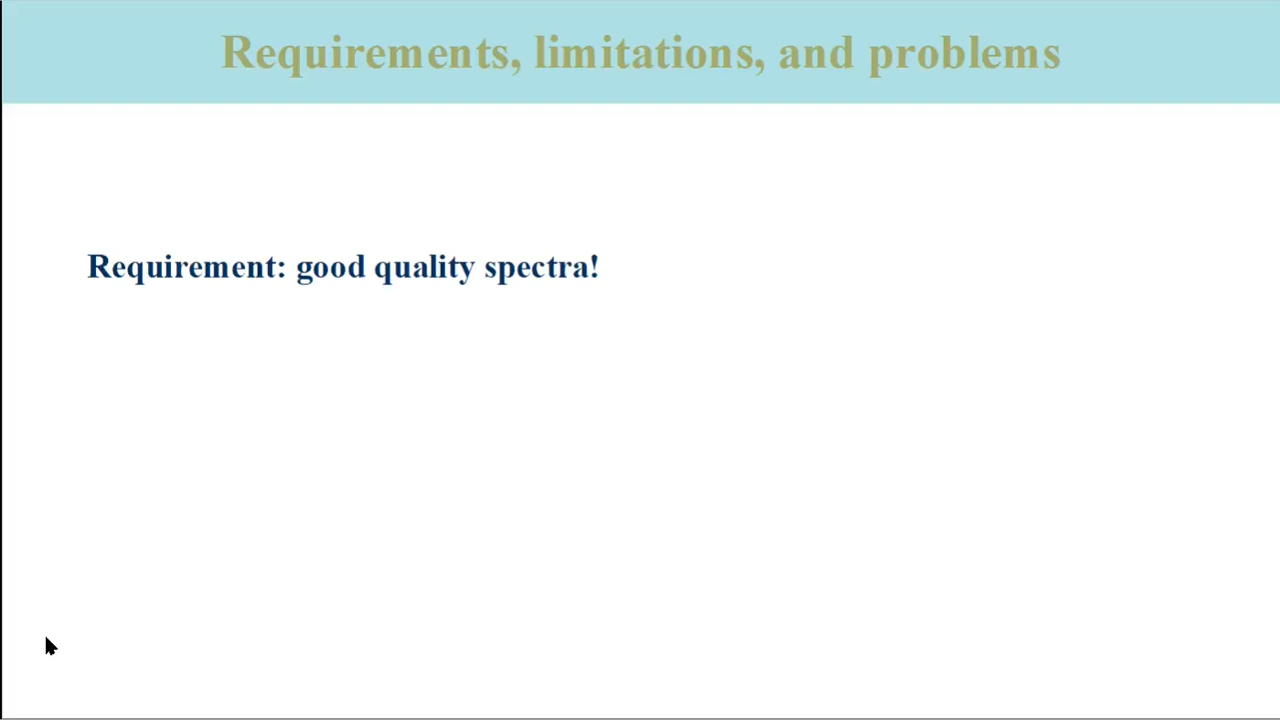 Requirements, limitations, and problems
Requirement: good quality spectra!